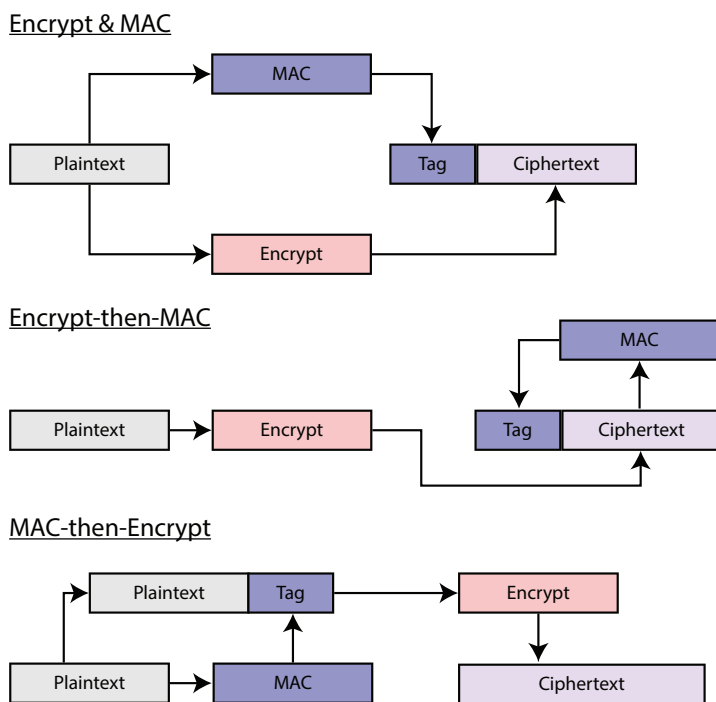 Encrypt & MAC
MAC
Plaintext
Tag
Ciphertext
Encrypt
Encrypt-then-MAC
MAC
Plaintext
Encrypt
Tag
Ciphertext
MAC-then-Encrypt
Plaintext
Tag
Encrypt
Plaintext
MAC
Ciphertext